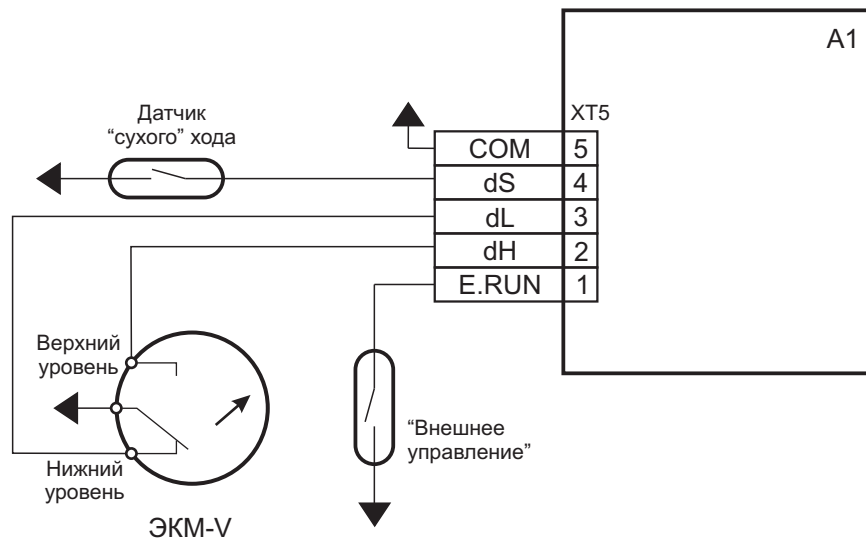 A1
XT5
Датчик
“сухого” хода
COM 5
dS 4
dL 3
dH 2
E.RUN 1
Верхний
уровень
“Внешнее
управление”
Нижний
уровень
ЭКМ-V